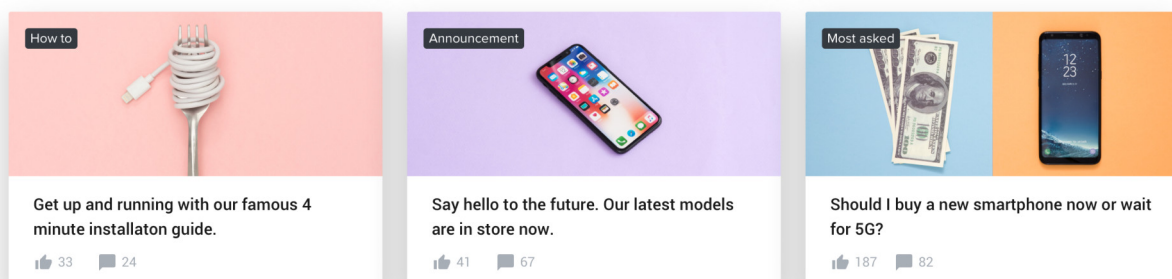 How to
Get up and running with our famous 4
minute installaton guide.
33 24
Announcement
Say hello to the future. Our latest models
are in store now.
41 67
Most asked
12
23
Should I buy a new smartphone now or wait
for 5G?
187 82